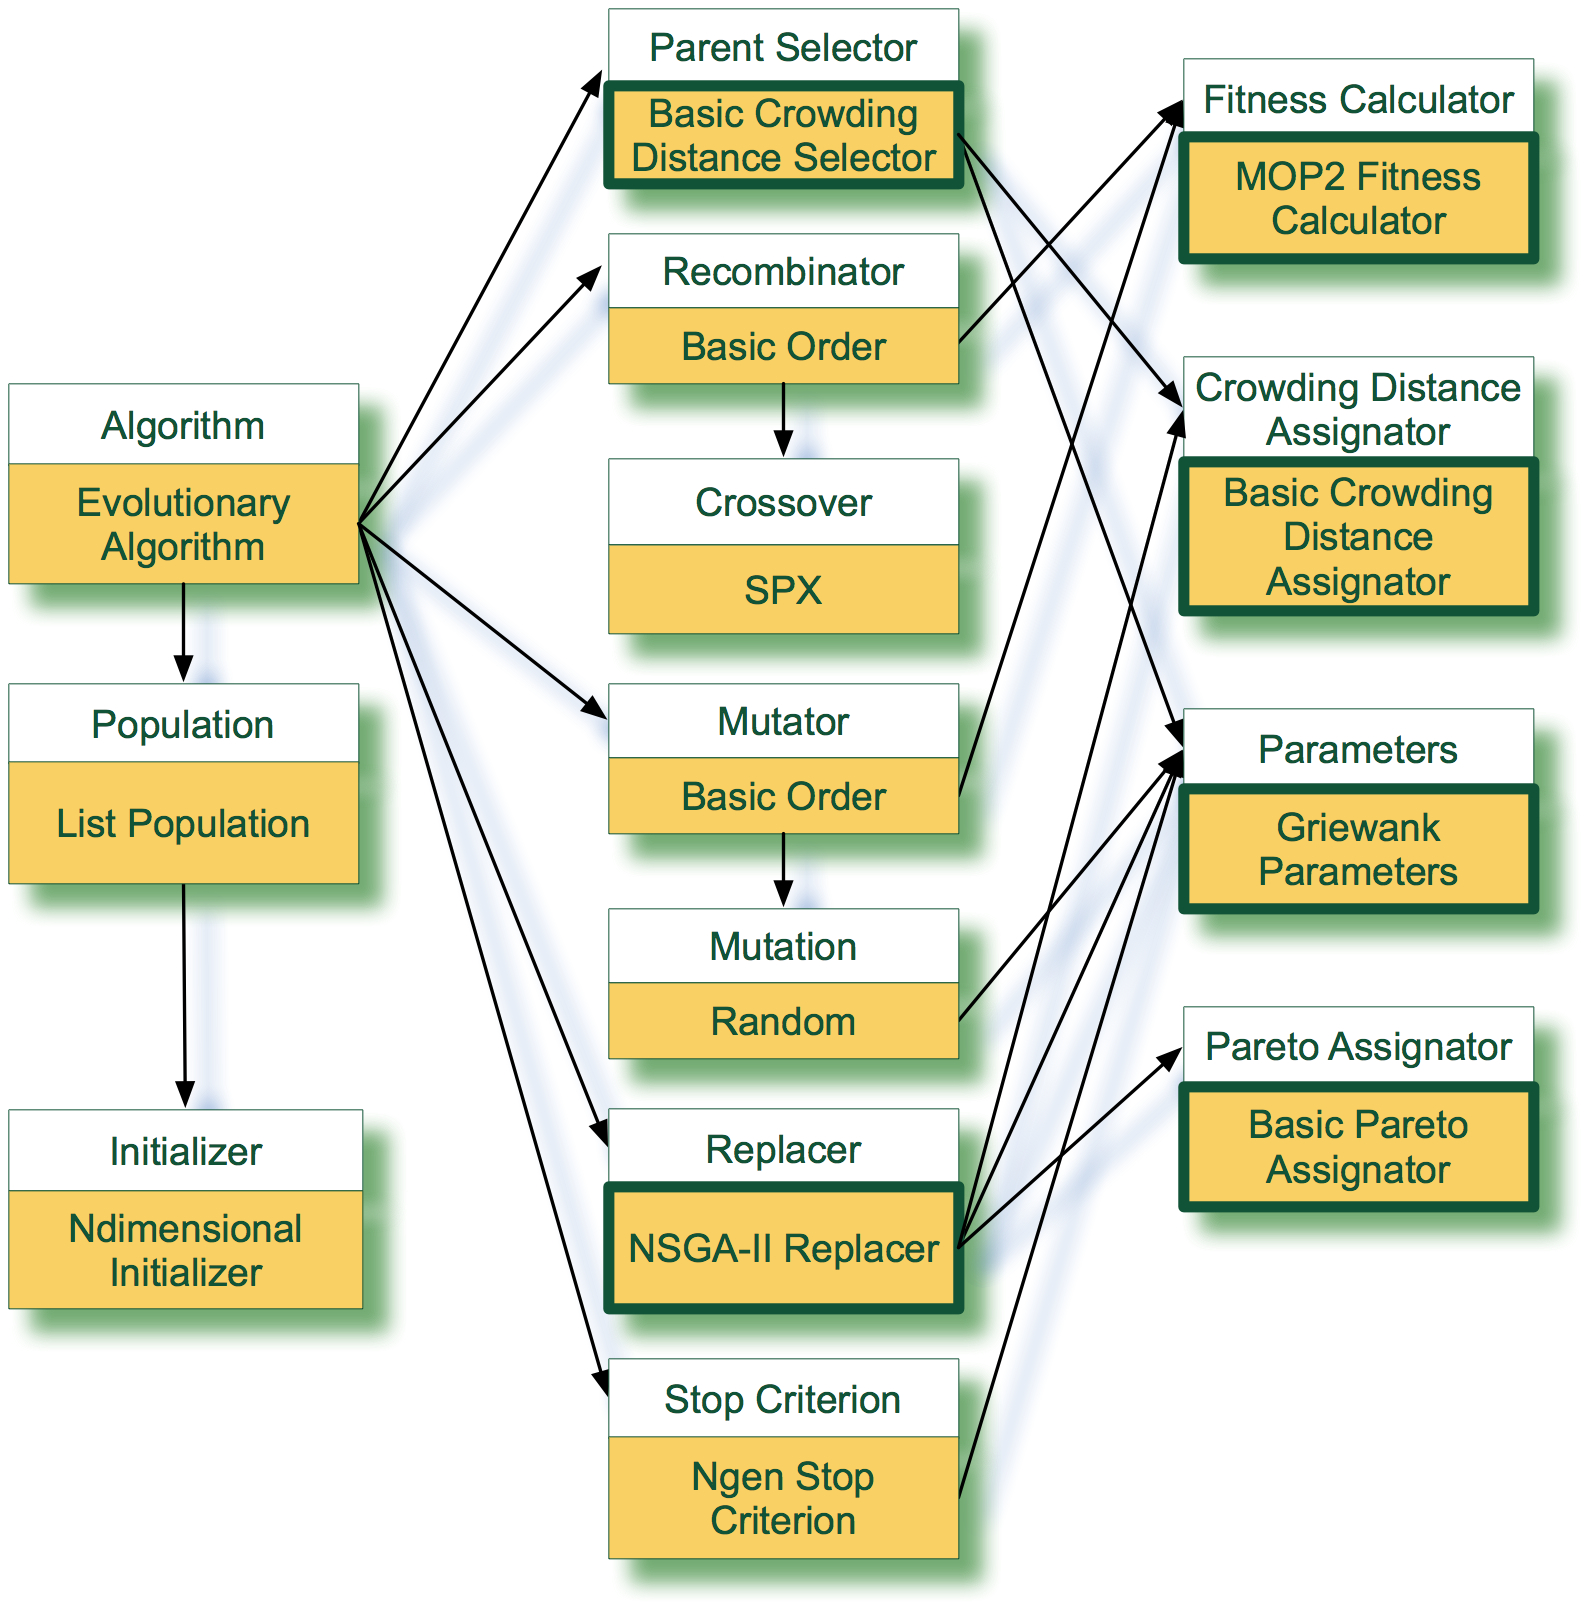 Algorithm
Evolutionary
Algorithm
Population
List Population
Initializer
Ndimensional
Initializer
Parent Selector
Basic Crowding
Distance Selector
Recombinator
Basic Order
Crossover
SPX
Mutator
Basic Order
Mutation
Random
Replacer
NSGA-II Replacer
Stop Criterion
Ngen Stop
Criterion
Fitness Calculator
MOP2 Fitness
Calculator
Crowding Distance
Assignator
Basic Crowding
Distance
Assignator
Parameters
Griewank
Parameters
Pareto Assignator
Basic Pareto
Assignator